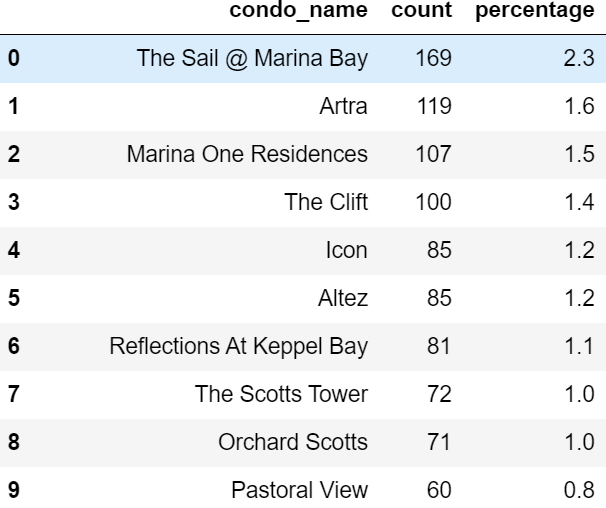 condo_name count percentage
0 The Sail @ Marina Bay 169 2.3
1 Artra 119 1.6
2 Marina One Residences 107 1.5
3 The Clift 100 1.4
4 Icon 85 1.2
5 Altez 85 1.2
6 Reflections At Keppel Bay 81 1.1
7 The Scotts Tower 72 1.0
8 Orchard Scotts 71 1.0
9 Pastoral View 60 0.8